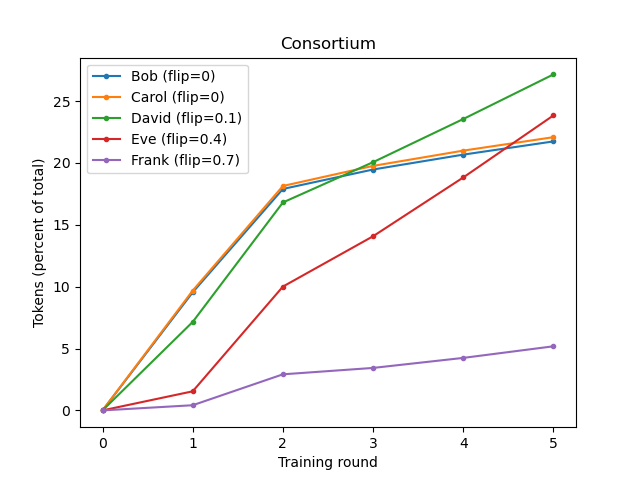 Consortium
Bob (flip=0)
Carol (flip=0)
David (flip=0.1)
Eve (flip=0.4)
Frank (flip=0.7)
Tokens (percent of total)
25
20
15
10
5
0
0 1 2 3 4 5
Training round